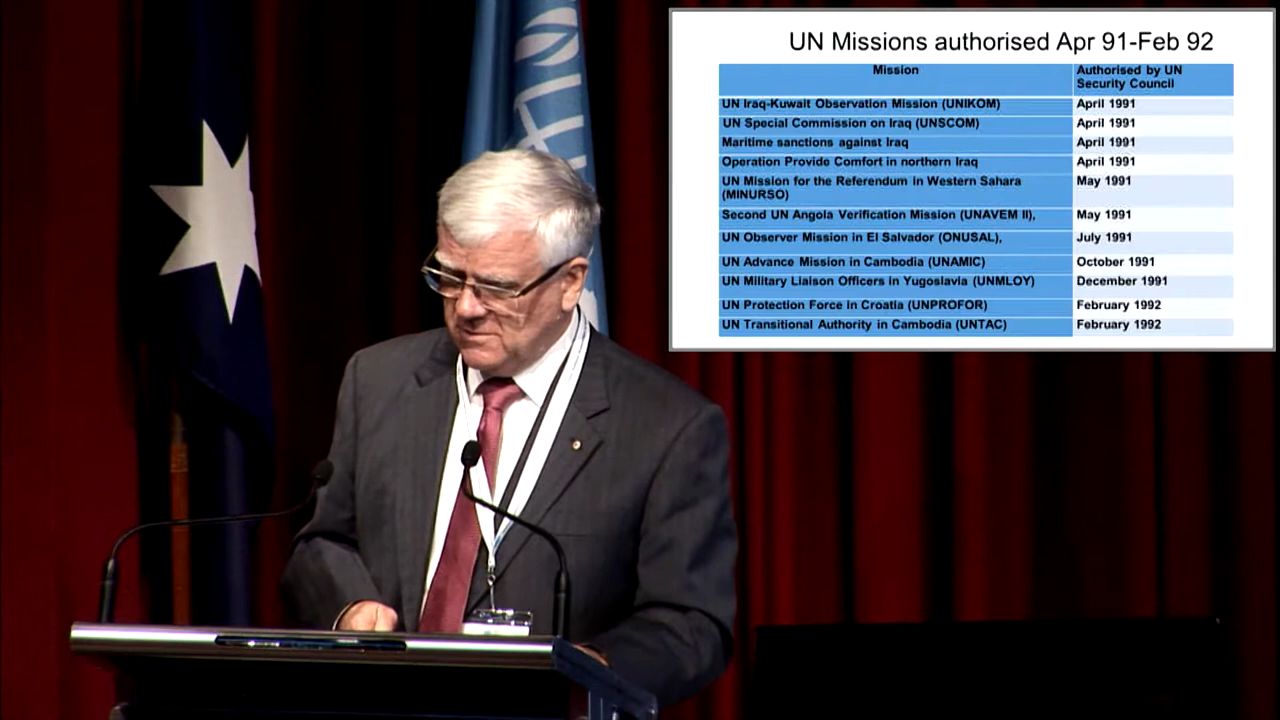 UN Missions authorised Apr 91-Feb 92
Mission
Authorised by UN
Security Council
UN Iraq-Kuwait Observation Mission (UNIKOM)
April 1991
UN Special Commission on Iraq (UNSCOM)
April 1991
Maritime sanctions against Iraq
April 1991
Operation Provide Comfort in northern Iraq
April 1991
UN Mission for the Referendum in Western Sahara
(MINURSO)
May 1991
Second UN Angola Verification Mission (UNAVEM II),
May 1991
UN Observer Mission in El Salvador (ONUSAL),
July 1991
UN Advance Mission in Cambodia (UNAMIC)
October 1991
UN Military Liaison Officers in Yugoslavia (UNMLOY)
December 1991
UN Protection Force in Croatia (UNPROFOR)
February 1992
UN Transitional Authority in Cambodia (UNTAC)
February 1992